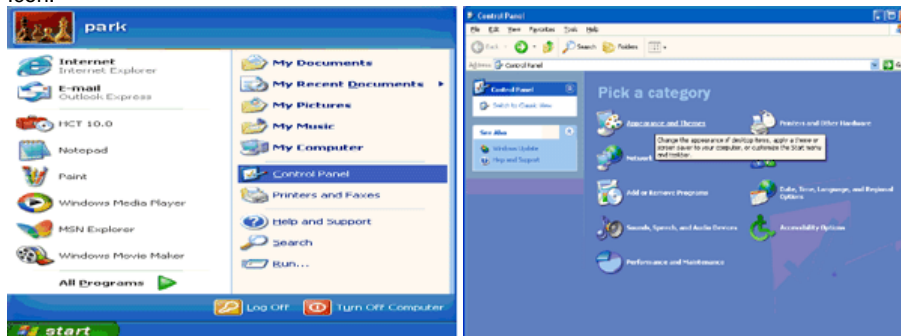 icon.
park
Internet
Internet Explorer
E-mail
Outlook Express
HCT 10.0
Notepad
Paint
Windows Media Player
MSN Explorer
Windows Movie Maker
All Programs
My Documents
My Recent Documents
My Pictures
My Music
My Computer
Control Panel
Printers and Faxes
Help and Support
Search
Run...
Log Off
Turn Off Computer
start
Control Panel
File Edit View Favorites Tools Help
Back
Search
Folders
Address
Control Panel
Control Panel
Switch to Classic View
See Also
Windows Update
Help and Support
Pick a category
Appearance and Themes
Printers and Other Hardware
Change the appearance of desktop items, apply a theme or
screen saver to your computer, or customize the Start menu
and taskbar.
Network
Add or Remove Programs
Date, Time, Language, and Regional
Options
Sounds, Speech, and Audio Devices
Accessibility Options
Performance and Maintenance